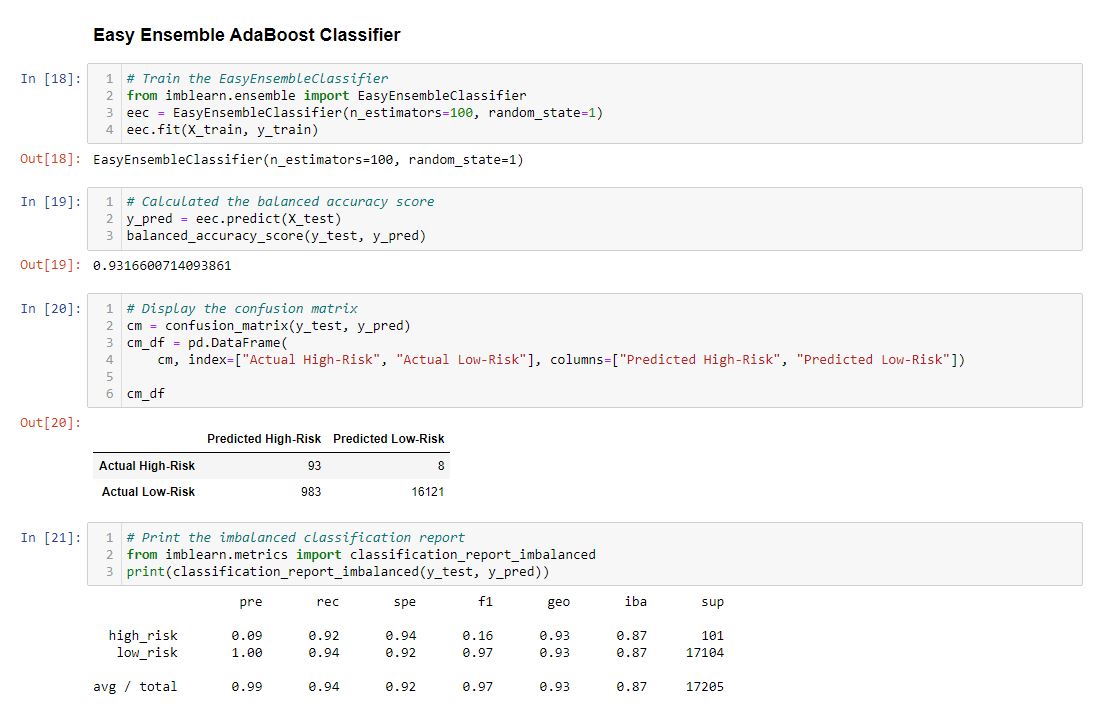 Easy Ensemble AdaBoost Classifier
In [18]:
1 # Train the EasyEnsembleClassifier
2 from imblearn.ensemble import EasyEnsembleClassifier
3 eec = EasyEnsembleClassifier(n_estimators=100, random_state=1)
4 eec.fit(X_train, y_train)
Out[18]: EasyEnsembleClassifier(n_estimators=100, random_state=1)
In [19]:
1 # Calculated the balanced accuracy score
2 y_pred = eec.predict(X_test)
3 balanced_accuracy_score(y_test, y_pred)
Out[19]: 0.9316600714093861
In [20]:
1 # Display the confusion matrix
2 cm = confusion_matrix(y_test, y_pred)
3 cm_df = pd.DataFrame(
4     cm, index=["Actual High-Risk", "Actual Low-Risk"], columns=["Predicted High-Risk", "Predicted Low-Risk"])
5
6 cm_df
Out[20]:
Predicted High-Risk Predicted Low-Risk
Actual High-Risk 93 8
Actual Low-Risk 983 16121
In [21]:
1 # Print the imbalanced classification report
2 from imblearn.metrics import classification_report_imbalanced
3 print(classification_report_imbalanced(y_test, y_pred))
pre rec spe f1 geo iba sup
high_risk 0.09 0.92 0.94 0.16 0.93 0.87 101
low_risk 1.00 0.94 0.92 0.97 0.93 0.87 17104
avg / total 0.99 0.94 0.92 0.97 0.93 0.87 17205